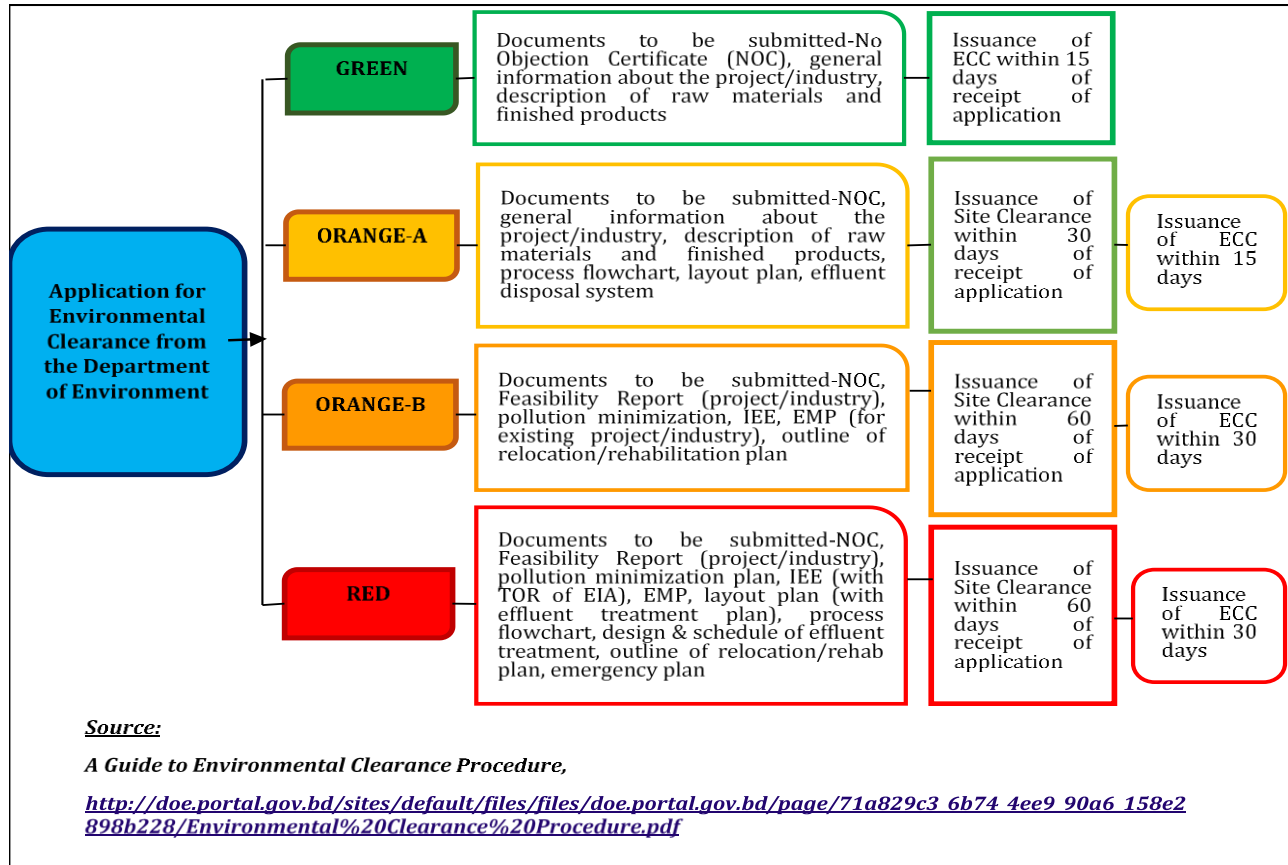 Application for
Environmental
Clearance from
the Department
of Environment
GREEN
Documents to be submitted-No
Objection Certificate (NOC), general
information about the project/industry,
description of raw materials and
finished products
Issuance of
ECC within 15
days of
receipt of
application
ORANGE-A
Documents to be submitted-NOC,
general information about the
project/industry, description of raw
materials and finished products,
process flowchart, layout plan, effluent
disposal system
Issuance of
Site Clearance
within 30
days of
receipt of
application
Issuance
of ECC
within 15
days
ORANGE-B
Documents to be submitted-NOC,
Feasibility Report (project/industry),
pollution minimization, IEE, EMP (for
existing project/industry), outline of
relocation/rehabilitation plan
Issuance of
Site Clearance
within 60
days of
receipt of
application
Issuance
of ECC
within 30
days
RED
Documents to be submitted-NOC,
Feasibility Report (project/industry),
pollution minimization plan, IEE (with
TOR of EIA), EMP, layout plan (with
effluent treatment plan), process
flowchart, design & schedule of effluent
treatment, outline of relocation/rehab
plan, emergency plan
Issuance of
Site Clearance
within 60
days of
receipt of
application
Issuance
of ECC
within 30
days
Source:
A Guide to Environmental Clearance Procedure,
http://doe.portal.gov.bd/sites/default/files/files/doe.portal.gov.bd/page/71a829c3_6b74_4ee9_90a6_158e2
898b228/Environmental%20Clearance%20Procedure.pdf